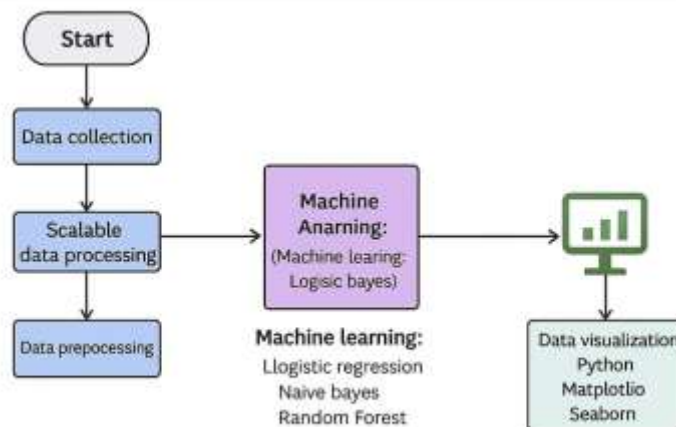 Start
Data collection
Scalable
data processing
Data prepocessing
Machine
Anarning:
(Machine learing:
Logisic bayes)
Machine learning:
Llogistic regression
Naive bayes
Random Forest
Data visualization
Python
Matplotlio
Seaborn